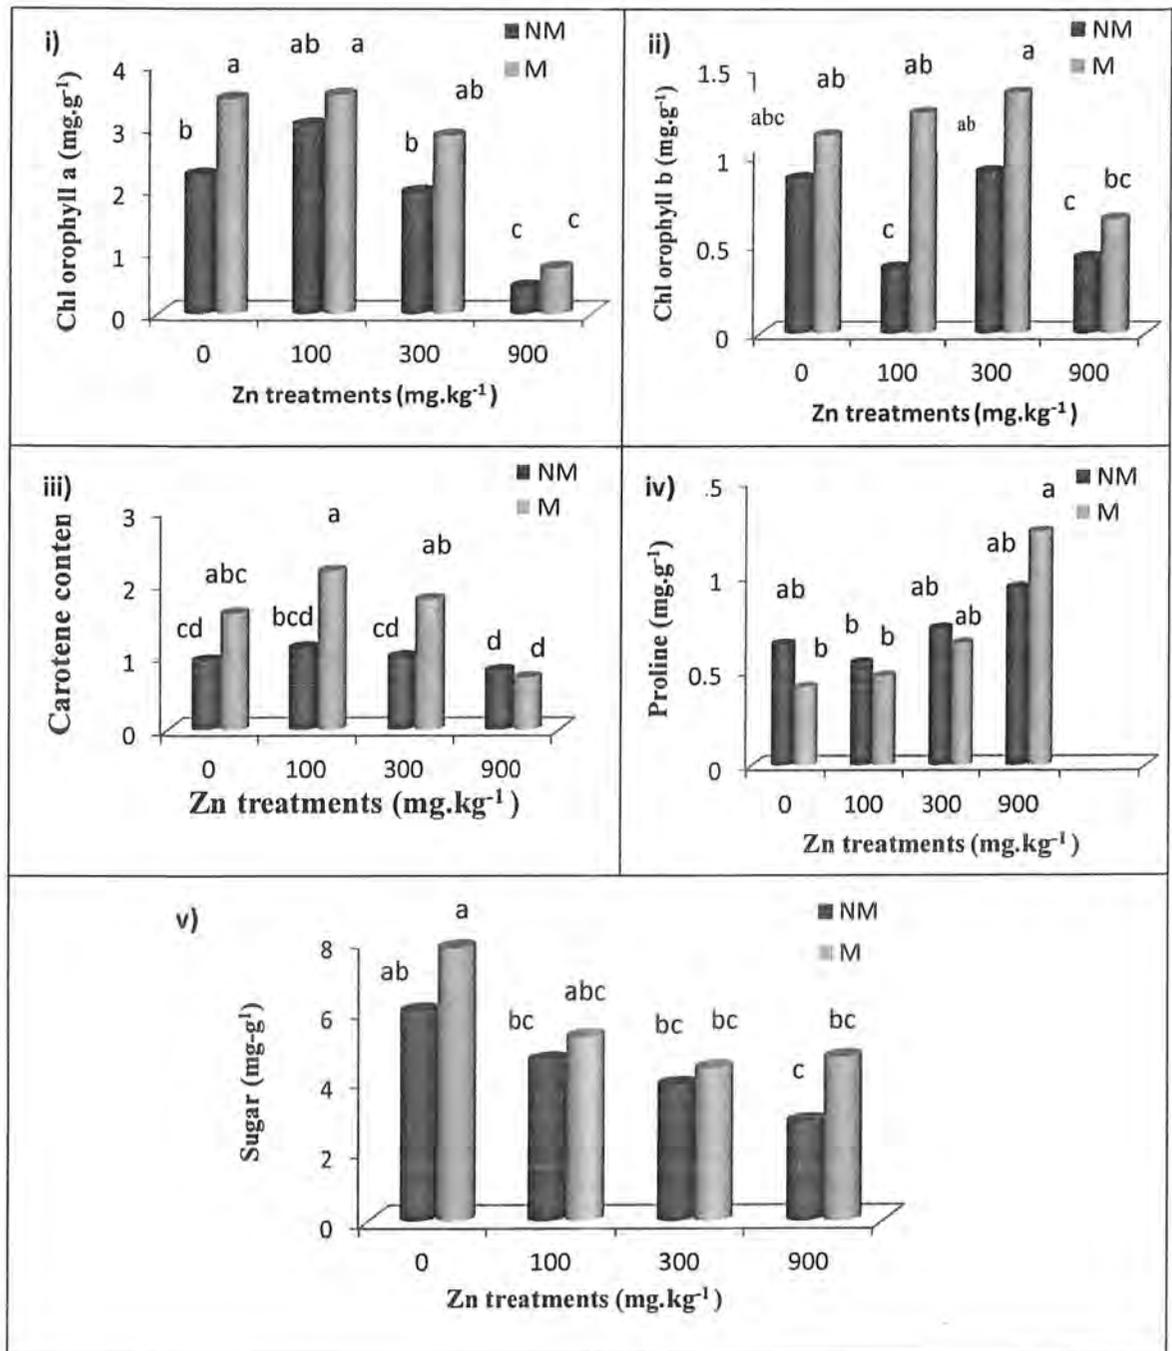 i)
NM
M
a
ab
a
ab
b
b
c
c
4
3
2
1
0
Chl orophyll a (mg.g-1)
0 100 300 900
Zn treatments (mg.kg-1)
ii)
NM
M
ab
ab
a
abc
ab
c
c
bc
1.5
1
0.5
0
Chl orophyll b (mg.g-1)
0 100 300 900
Zn treatments (mg.kg-1)
iii)
NM
M
a
abc
ab
cd
bcd
cd
d
d
3
2
1
0
Carotene conten
0 100 300 900
Zn treatments (mg.kg-1)
iv)
NM
M
a
ab
ab
ab
b
b
b
ab
.5
1
0.5
0
Proline (mg.g-1)
0 100 300 900
Zn treatments (mg.kg-1)
v)
NM
M
a
ab
abc
bc
bc
bc
bc
c
8
6
4
2
0
Sugar (mg-g1)
0 100 300 900
Zn treatments (mg.kg-1)